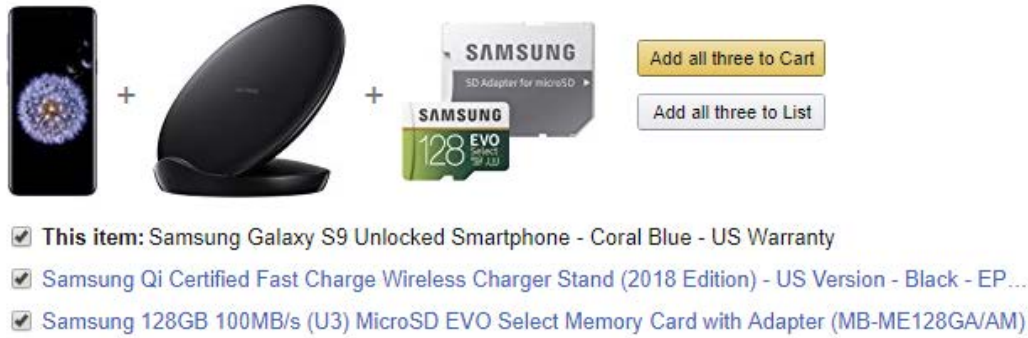 SAMSUNG
SD Adapter for microSD
SAMSUNG
128 EVO
Select
Add all three to Cart
Add all three to List
This item: Samsung Galaxy S9 Unlocked Smartphone - Coral Blue - US Warranty
Samsung Qi Certified Fast Charge Wireless Charger Stand (2018 Edition) - US Version - Black - EP...
Samsung 128GB 100MB/s (U3) MicroSD EVO Select Memory Card with Adapter (MB-ME128GA/AM)